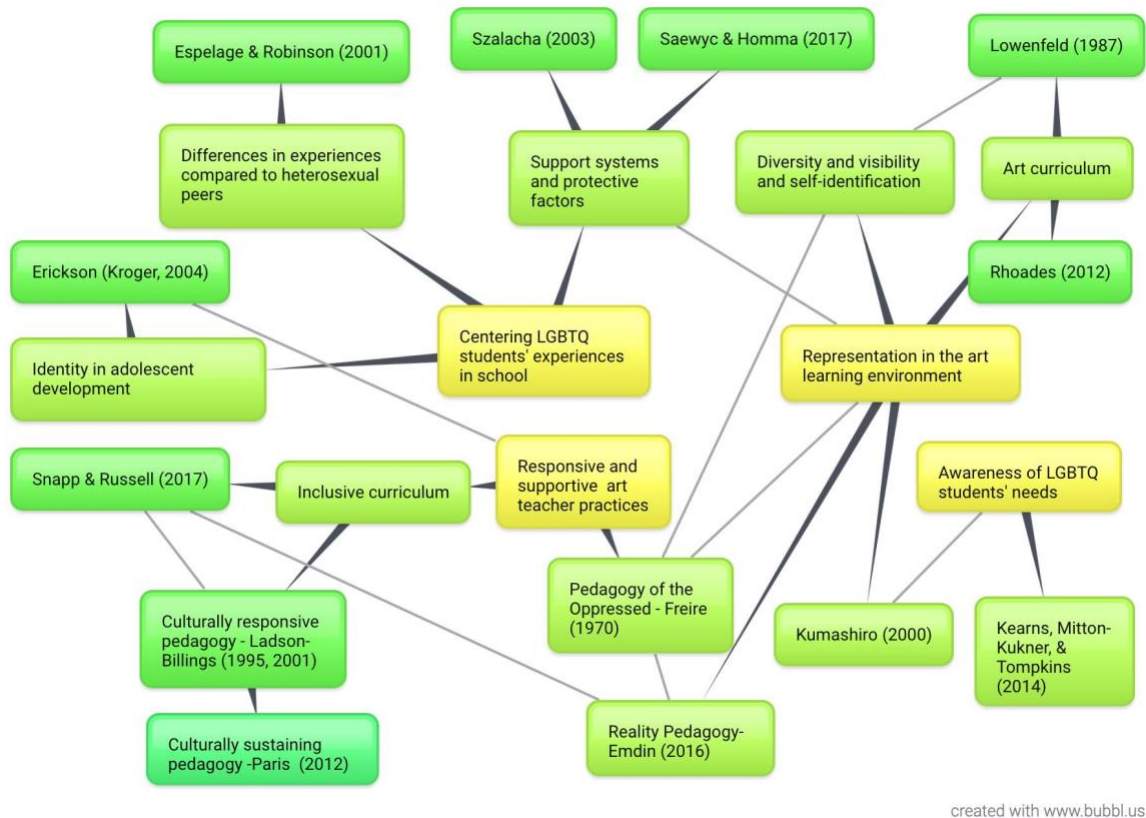 Espelage & Robinson (2001)
Szalacha (2003)
Saewyc & Homma (2017)
Lowenfeld (1987)
Differences in experiences
compared to heterosexual
peers
Support systems
and protective
factors
Diversity and visibility
and self-identification
Art curriculum
Erickson (Kroger, 2004)
Rhoades (2012)
Identity in adolescent
development
Centering LGBTQ
students' experiences
in school
Representation in the art
learning environment
Snapp & Russell (2017)
Inclusive curriculum
Responsive and
supportive art
teacher practices
Awareness of LGBTQ
students' needs
Culturally responsive
pedagogy - Ladson-
Billings (1995, 2001)
Pedagogy of the
Oppressed - Freire
(1970)
Kumashiro (2000)
Kearns, Mitton-
Kukner, &
Tompkins
(2014)
Culturally sustaining
pedagogy -Paris (2012)
Reality Pedagogy-
Emdin (2016)
created with www.bubbl.us